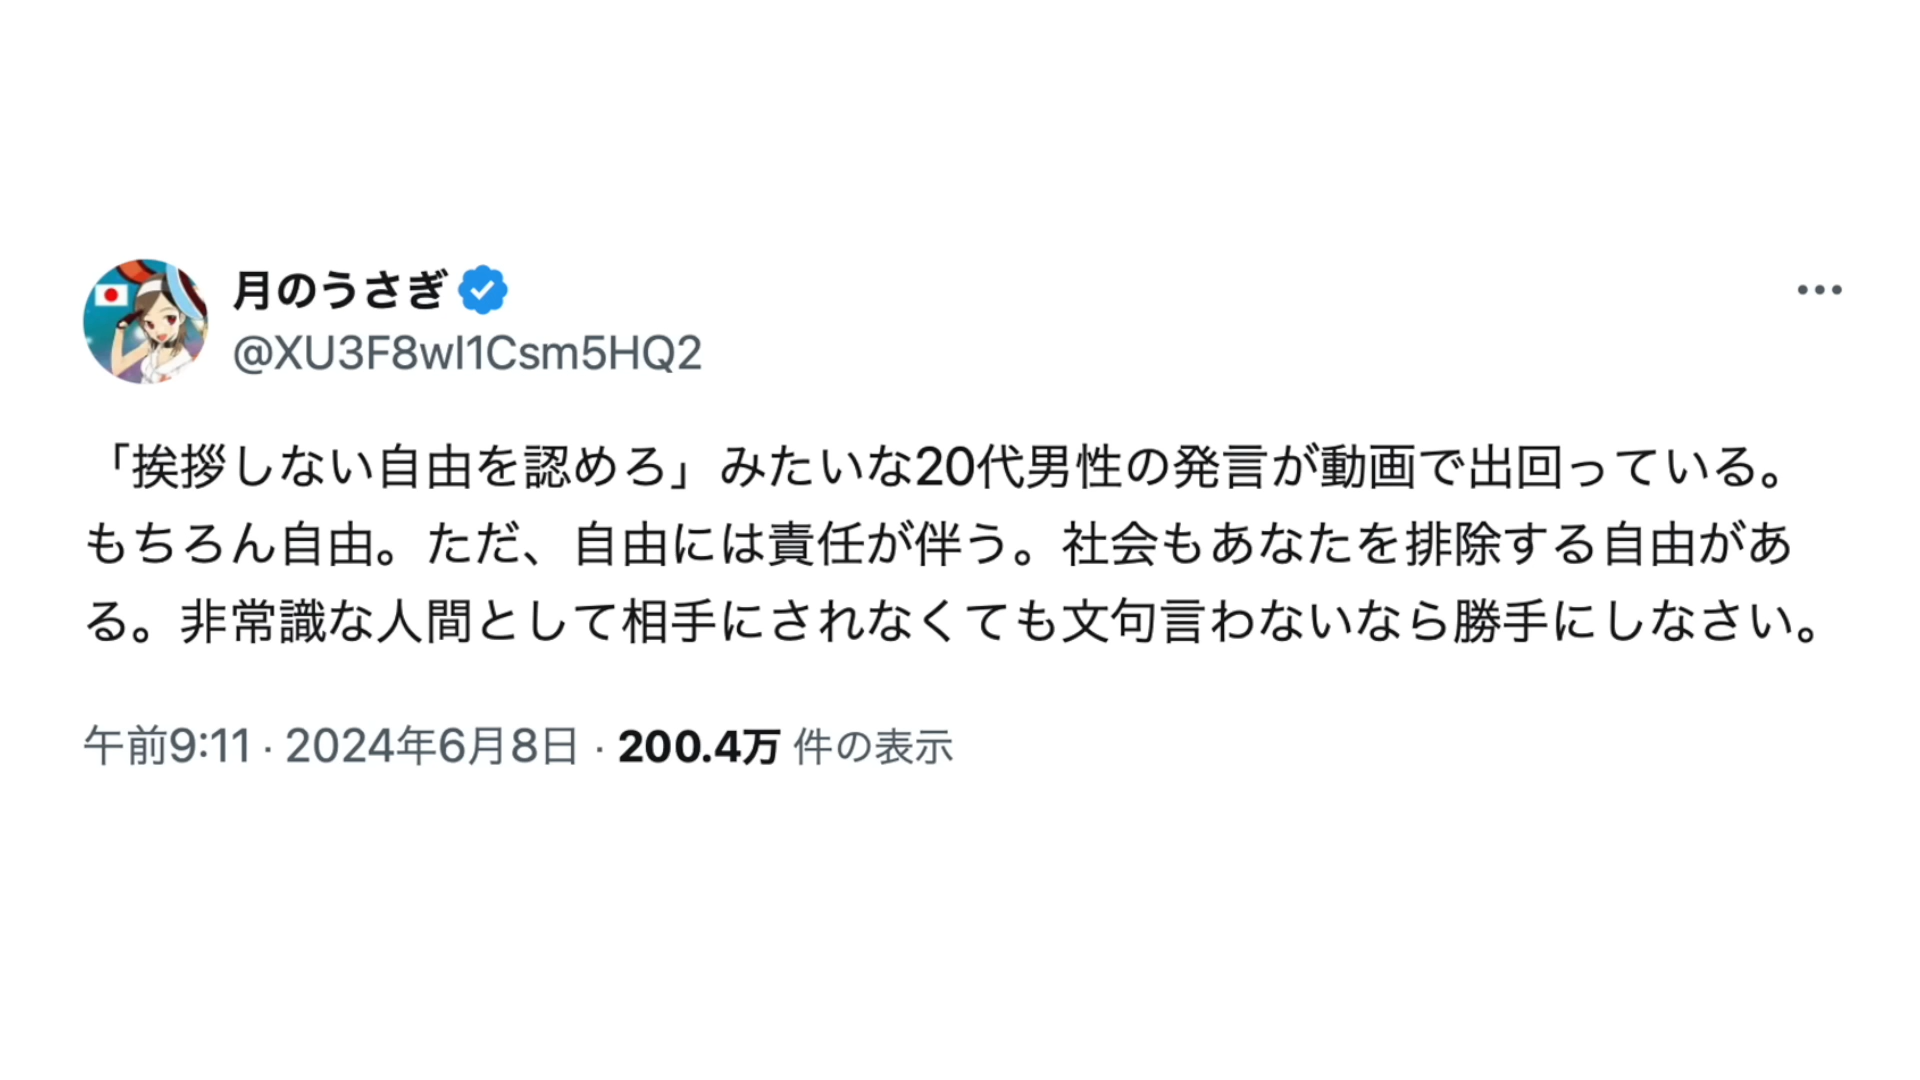 月のうさぎ
@XU3F8wI1Csm5HQ2
「挨拶しない自由を認めろ」みたいな20代男性の発言が動画で出回っている。
もちろん自由。ただ、自由には責任が伴う。社会もあなたを排除する自由があ
る。非常識な人間として相手にされなくても文句言わないなら勝手にしなさい。
午前9:11 · 2024年6月8日 · 200.4万 件の表示